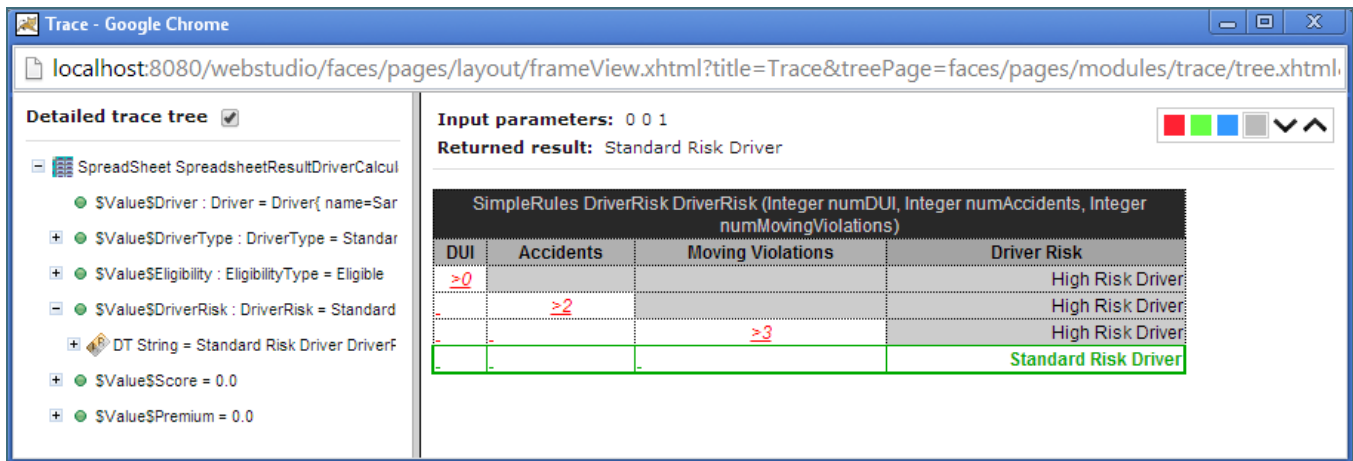 Trace - Google Chrome
localhost:8080/webstudio/faces/pages/layout/frameView.xhtml?title=Trace&treePage=faces/pages/modules/trace/tree.xhtml
Detailed trace tree
SpreadSheet SpreadsheetResultDriverCalcul
$Value$Driver : Driver = Driver{ name=Sar
$Value$DriverType : DriverType = Standar
$Value$Eligibility : EligibilityType = Eligible
$Value$DriverRisk : DriverRisk = Standard
DT String = Standard Risk Driver DriverF
$Value$Score = 0.0
$Value$Premium = 0.0
Input parameters: 0 0 1
Returned result: Standard Risk Driver
SimpleRules DriverRisk DriverRisk (Integer numDUI, Integer numAccidents, Integer
numMovingViolations)
DUI Accidents Moving Violations Driver Risk
>0 High Risk Driver
>2 High Risk Driver
>3 High Risk Driver
Standard Risk Driver